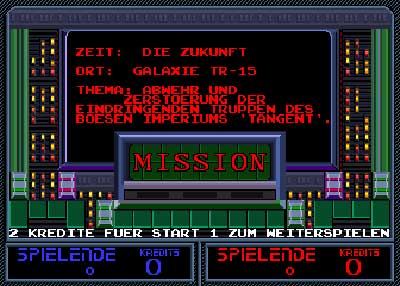 ZEIT: DIE ZUKUNFT
ORT: GALAXIE TR-15
THEMA; ABWEHR UND
ZERSTOERUNG DER
EINDRINGENDEN TRUPPEN DES
BOESEN IMPERIUMS 'TANGENT'.
MISSION
2 KREDITE FUER START 1 ZUM WEITERSPIELEN
SPIELENDE KREDITS SPIELENDE KREDITS
0 0 0 0